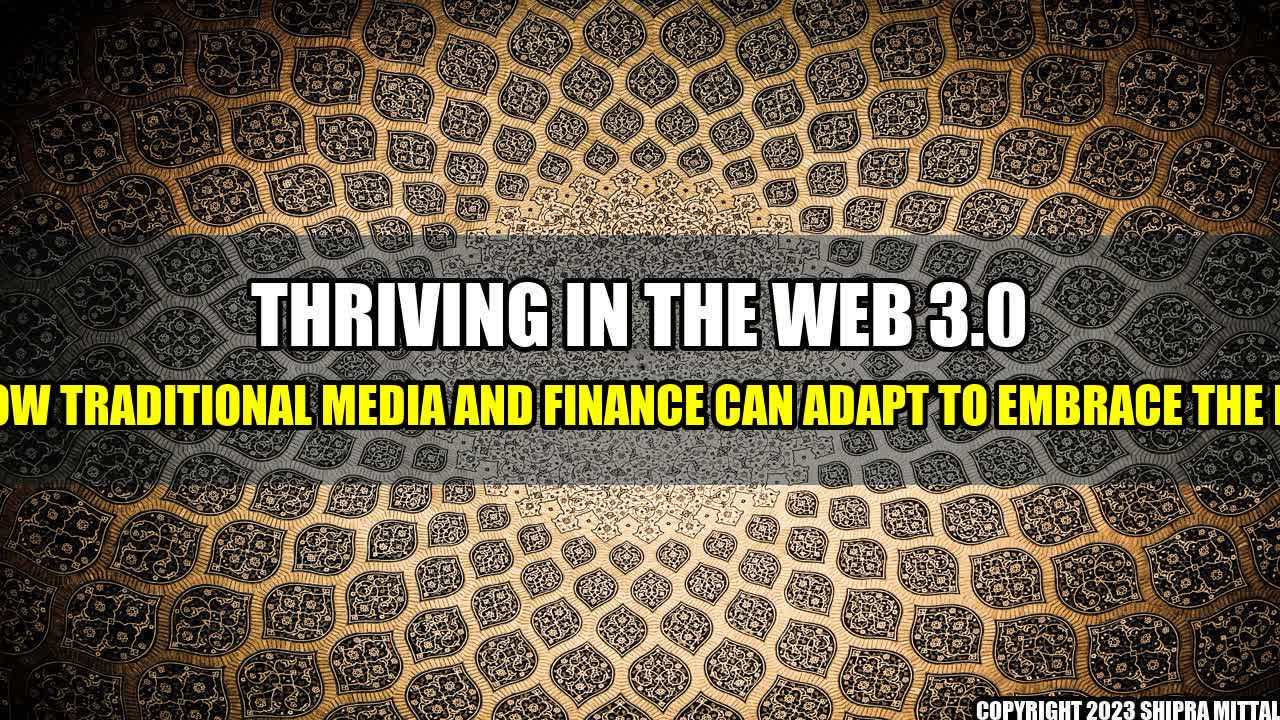 THRIVING IN THE WEB 3.0
OW TRADITIONAL MEDIA AND FINANCE CAN ADAPT TO EMBRACE THE
COPYRIGHT 2023 SHIPRA MITTAL